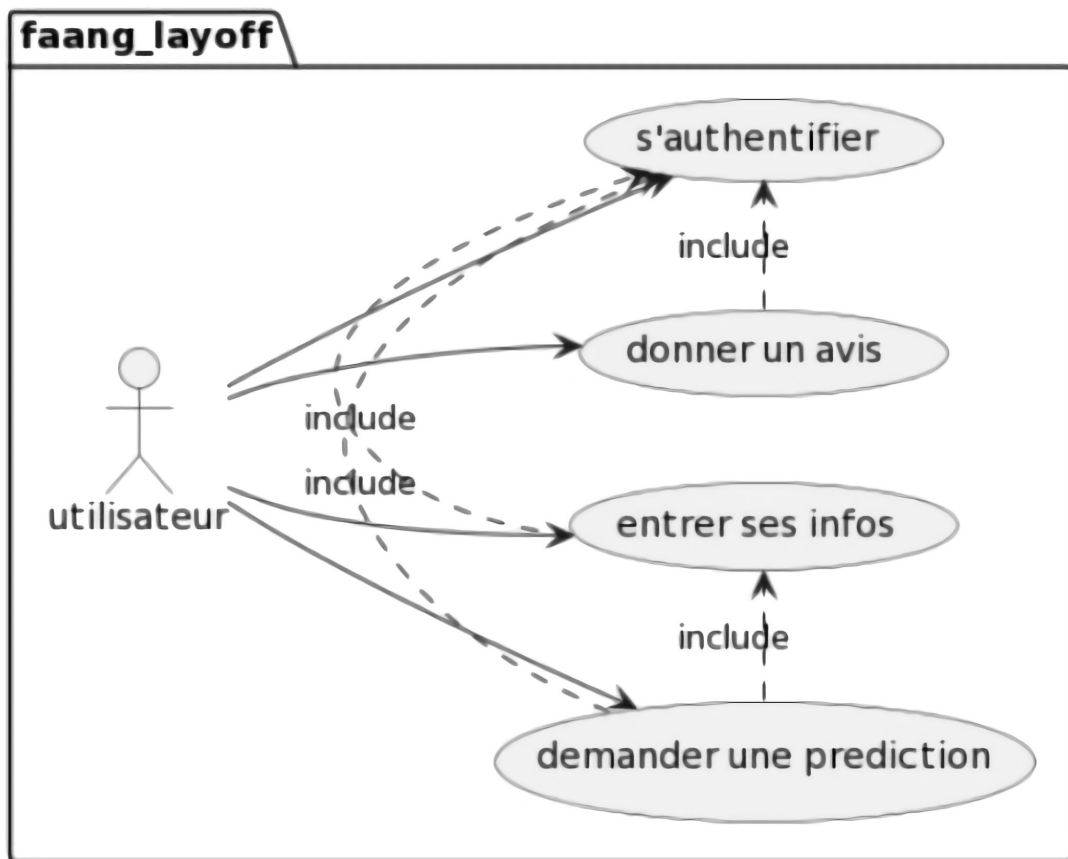 faang_layoff
s'authentifier
include
donner un avis
include
include
utilisateur
entrer ses infos
include
demander une prediction